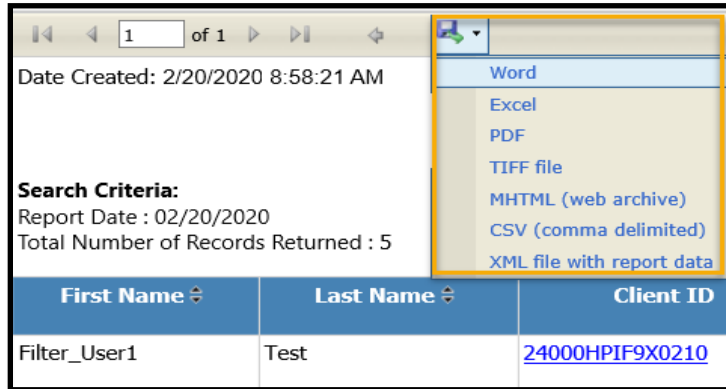 1 of 1
Date Created: 2/20/2020 8:58:21 AM
Word
Excel
PDF
TIFF file
MHTML (web archive)
CSV (comma delimited)
XML file with report data
Search Criteria:
Report Date : 02/20/2020
Total Number of Records Returned : 5
First Name Last Name Client ID
Filter_User1 Test 24000HPIF9X0210